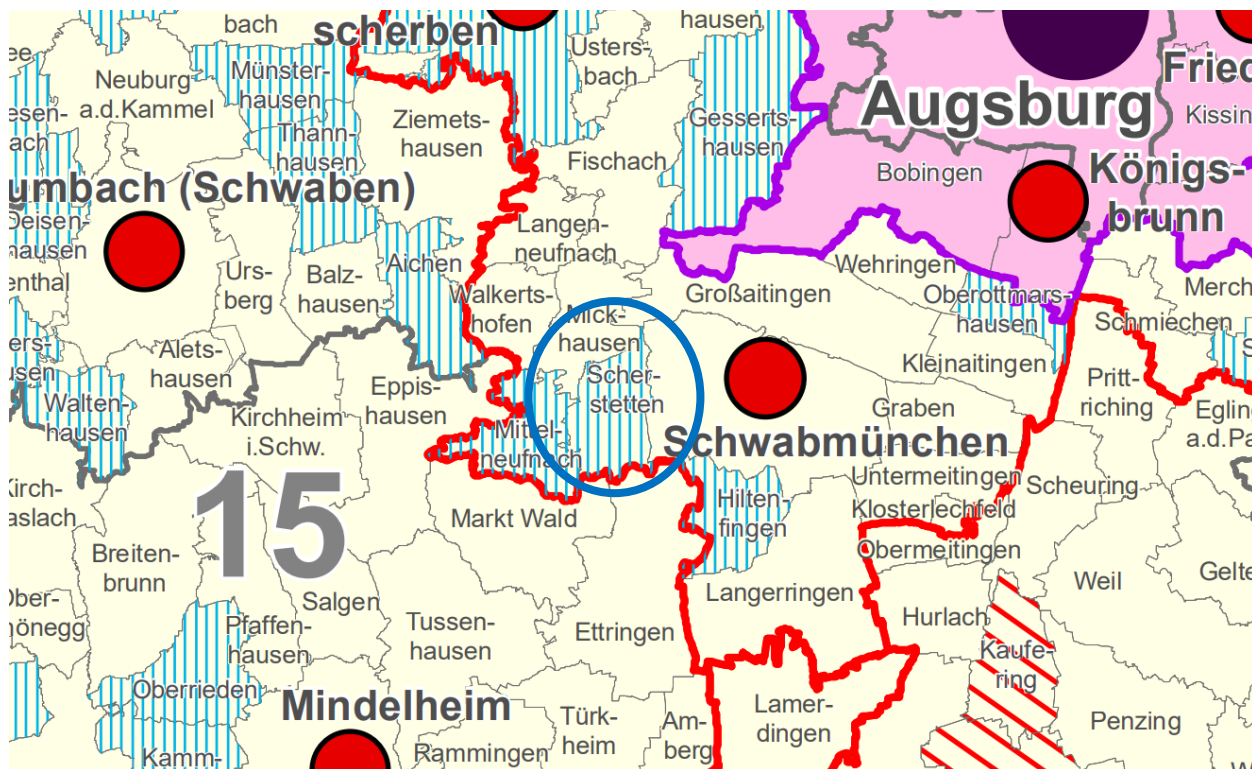 bach
scherben
Usters-
bach
hausen
Neuburg
a.d.Kammel
Münster-
hausen
Ziemets-
hausen
Thann-
hausen
Gesserts-
hausen
Fischach
Augsburg
Kissin
Bobingen
Königs-
brunn
umbach (Schwaben)
Deisen-
hausen
Langen-
neufnach
Aichen
Urs-
berg
Balz-
hausen
enthal
Walkerts-
hofen
Mick-
hausen
Großaitingen
Wehringen
Oberottmars-
hausen
Merch
Schmiechen
Kleinaitingen
Alets-
hausen
Eppis-
hausen
Scher-
stetten
Pritt-
riching
Walten-
hausen
Kirchheim
i.Schw.
Graben
Eglin
a.d.Pa
Mittel-
neufnach
Schwabmünchen
Untermeitingen
Klosterlechfeld
Scheuring
15
Markt Wald
Hilten-
fingen
Obermeitingen
Breiten-
brunn
Weil
Gelte
Salgen
Langerringen
Hurlach
Pfaffen-
hausen
Tussen-
hausen
Ettringen
Kaufe-
ring
Oberrieden
Mindelheim
Türk-
heim
Am-
berg
Lamer-
dingen
Penzing
Kamm-
Rammingen